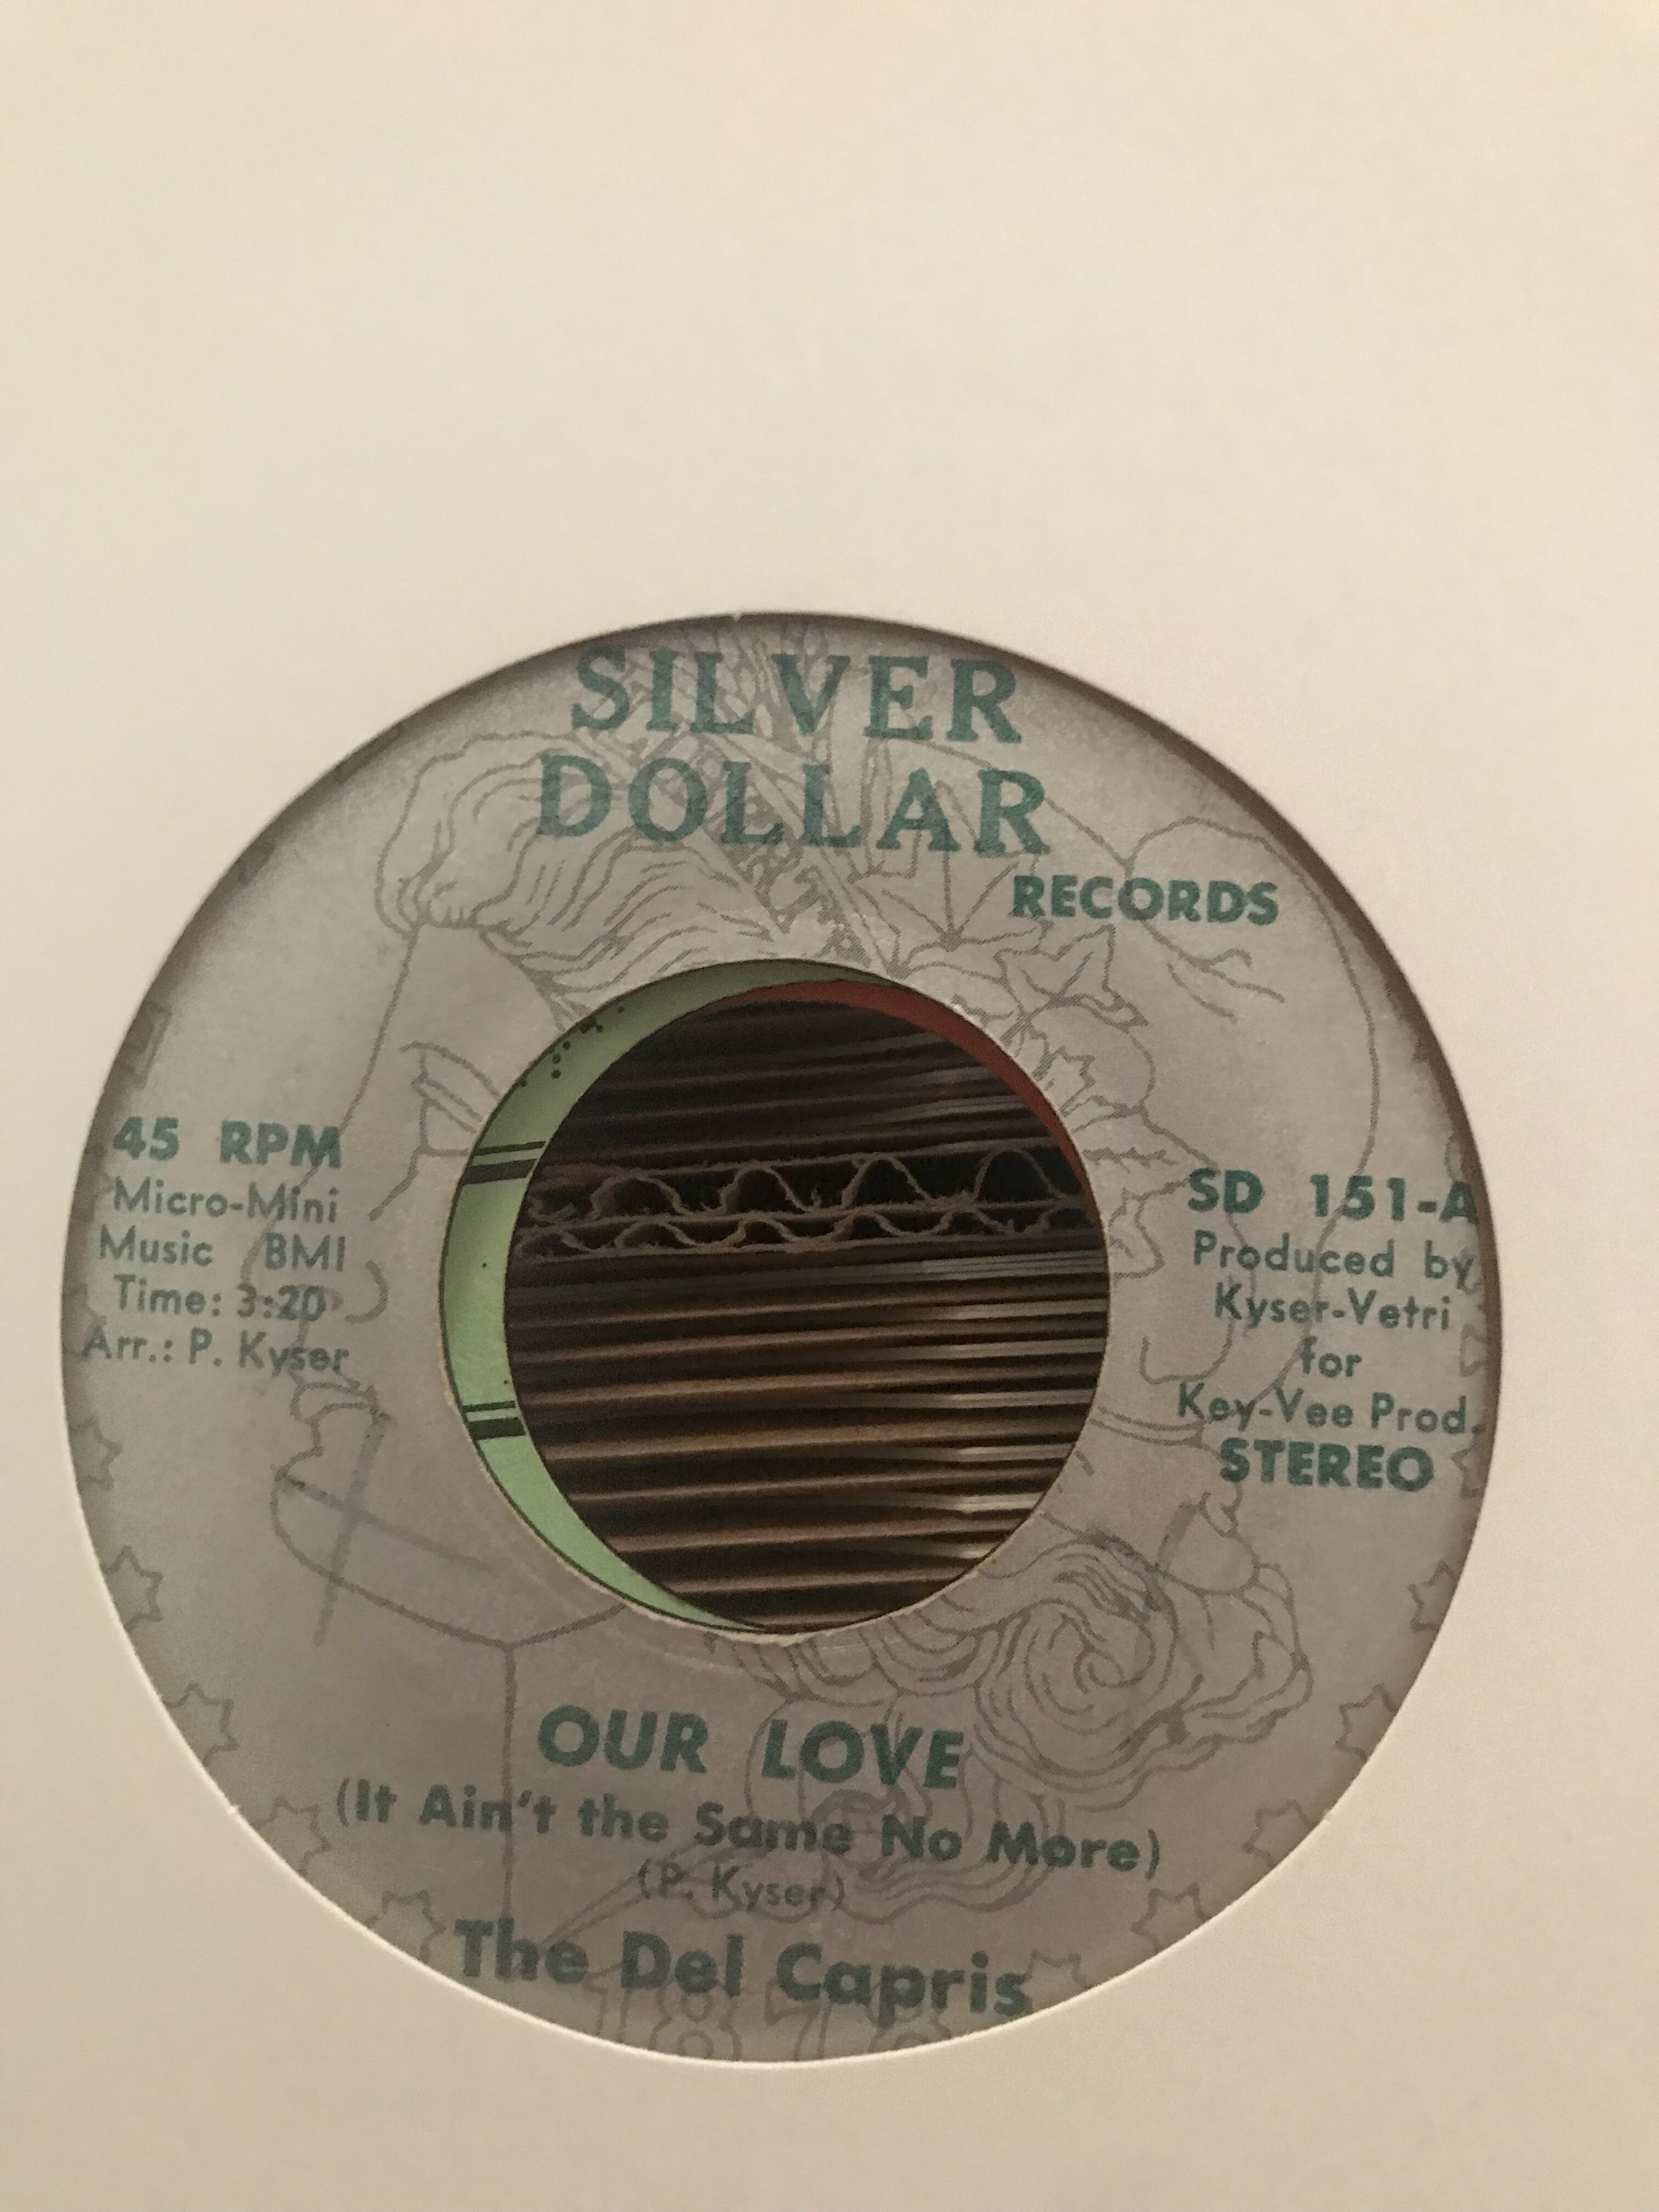 SILVER
DOLLAR
RECORDS
45 RPM
Micro-Mini
Music BMI
Time: 3:20
Arr.: P. Kyser
SD 151-A
Produced by
Kyser-Vetri
for
Key-Vee Prod.
STEREO
OUR LOVE
(It Ain't the Same No More)
(P. Kyser)
The Del Capris
1878